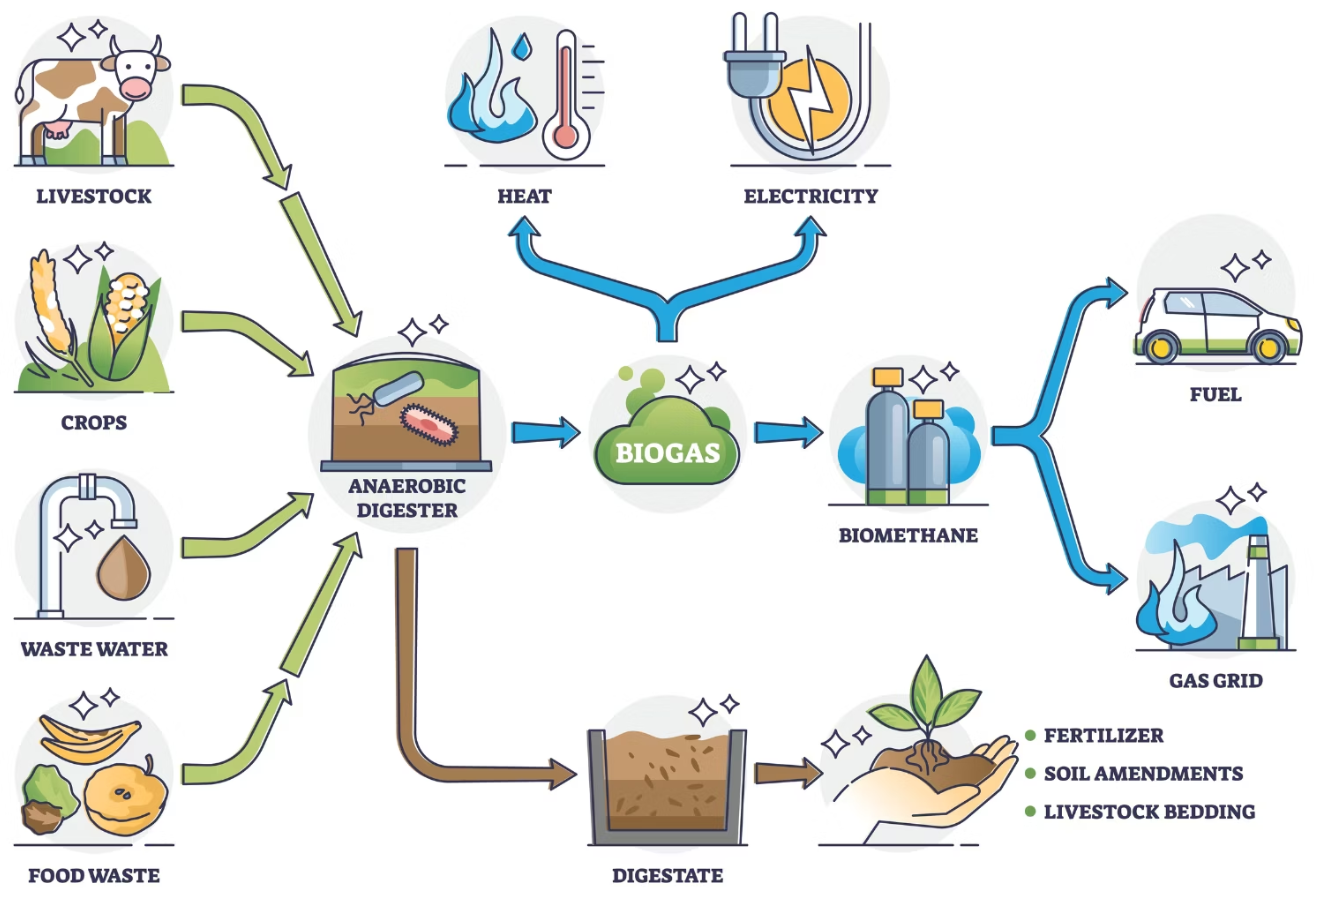 LIVESTOCK
HEAT
ELECTRICITY
CROPS
ANAEROBIC
DIGESTER
BIOGAS
BIOMETHANE
FUEL
WASTE WATER
GAS GRID
FOOD WASTE
DIGESTATE
FERTILIZER
SOIL AMENDMENTS
LIVESTOCK BEDDING